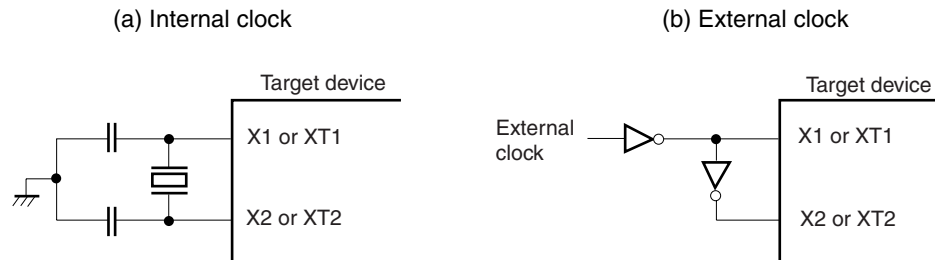 (a) Internal clock
Target device
X1 or XT1
X2 or XT2
(b) External clock
Target device
External
clock
X1 or XT1
X2 or XT2